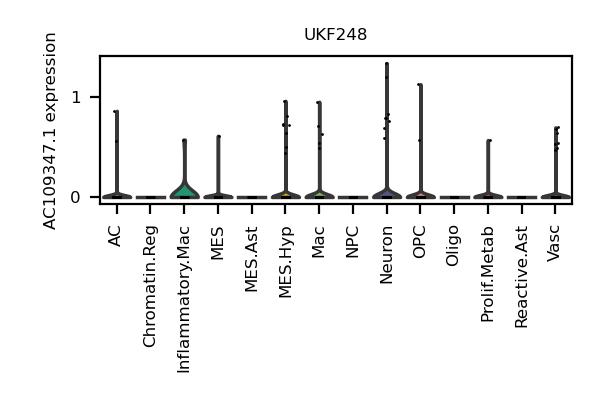 UKF248
AC109347.1 expression
1
0
AC
Chromatin.Reg
Inflammatory.Mac
MES
MES.Ast
MES.Hyp
Mac
NPC
Neuron
OPC
Oligo
Prolif.Metab
Reactive.Ast
Vasc